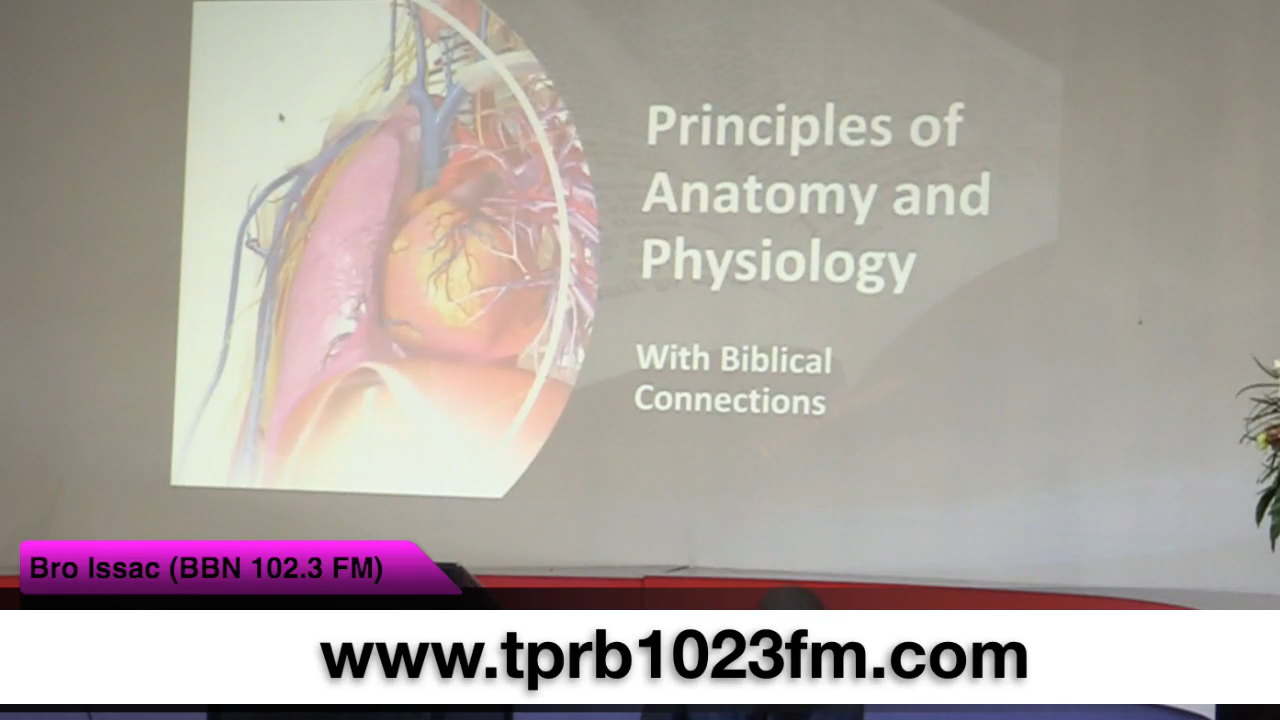 Principles of
Anatomy and
Physiology
With Biblical
Connections
Bro Issac (BBN 102.3 FM)
www.tprb1023fm.com